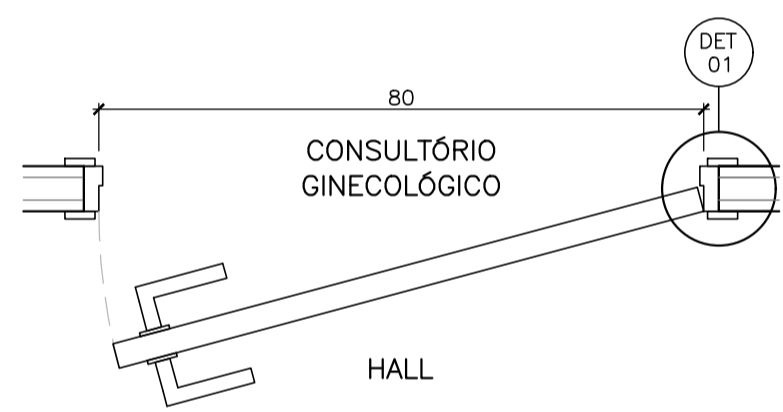 DET
01
80
CONSULTÓRIO
GINECOLÓGICO
HALL